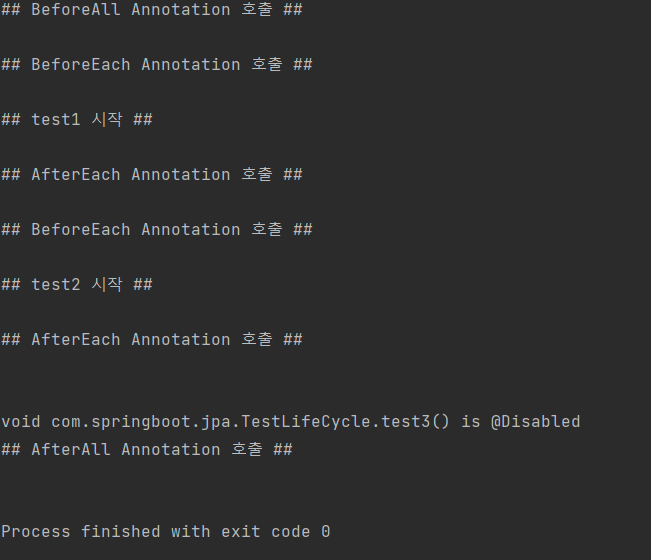 ## BeforeAll Annotation 호출 ##
## BeforeEach Annotation 호출 ##
## test1 시작 ##
## AfterEach Annotation 호출 ##
## BeforeEach Annotation 호출 ##
## test2 시작 ##
## AfterEach Annotation 호출 ##
void com.springboot.jpa.TestLifeCycle.test3() is @Disabled
## AfterAll Annotation 호출 ##
Process finished with exit code 0